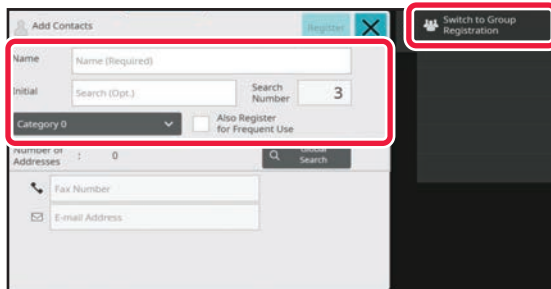 Add Contacts
Register
Switch to Group
Registration
Name
Name (Required)
Initial
Search (Opt.)
Search
Number
3
Category 0
Also Register
for Frequent Use
Number of
Addresses : 0
Global
Search
Fax Number
E-mail Address